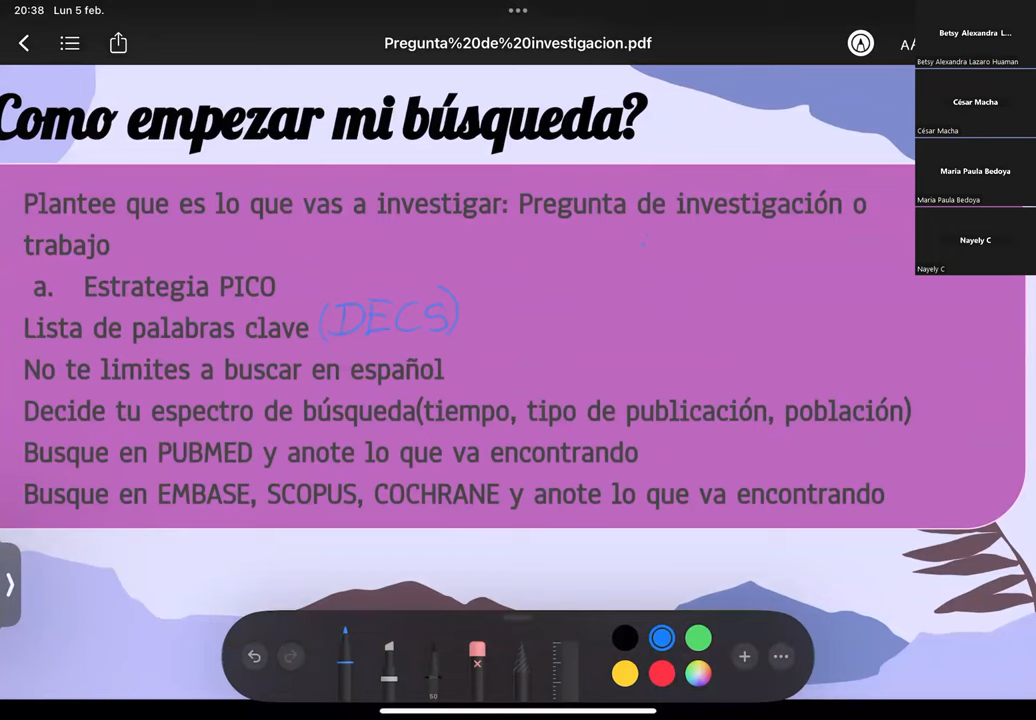 20:38 Lun 5 feb.
Pregunta%20de%20investigacion.pdf
AA
Betsy Alexandra L...
Betsy Alexandra Lazaro Huaman
César Macha
César Macha
Maria Paula Bedoya
Maria Paula Bedoya
Nayely C
Nayely C
Como empezar mi búsqueda?
Plantee que es lo que vas a investigar: Pregunta de investigación o
trabajo
a. Estrategia PICO
Lista de palabras clave (DECS)
No te limites a buscar en español
Decide tu espectro de búsqueda(tiempo, tipo de publicación, población)
Busque en PUBMED y anote lo que va encontrando
Busque en EMBASE, SCOPUS, COCHRANE y anote lo que va encontrando
50